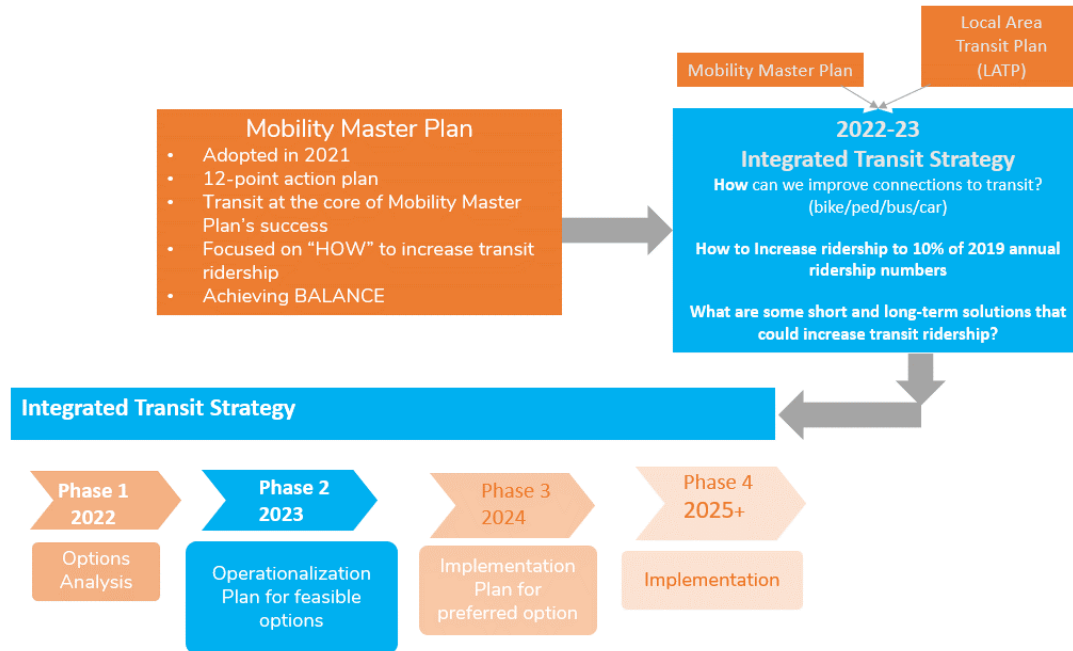 Local Area
Transit Plan
(LATP)
Mobility Master Plan
Mobility Master Plan
• Adopted in 2021
• 12-point action plan
• Transit at the core of Mobility Master
Plan's success
• Focused on “HOW” to increase transit
ridership
• Achieving BALANCE
2022-23
Integrated Transit Strategy
How can we improve connections to transit?
(bike/ped/bus/car)
How to Increase ridership to 10% of 2019 annual
ridership numbers
What are some short and long-term solutions that
could increase transit ridership?
Integrated Transit Strategy
Phase 1
2022
Options
Analysis
Phase 2
2023
Operationalization
Plan for feasible
options
Phase 3
2024
Implementation
Plan for
preferred option
Phase 4
2025+
Implementation